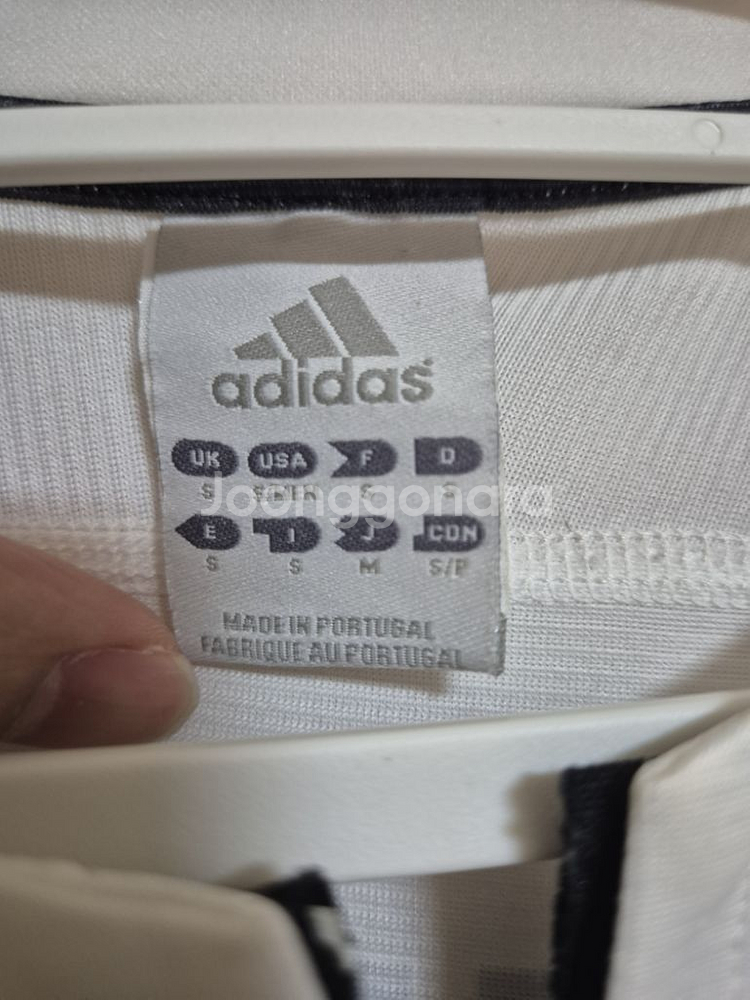 adidas
UK USA F D
S S S
Joonggonara
E I J CDN
S S M S/P
MADE IN PORTUGAL
FABRIQUE AU PORTUGAL